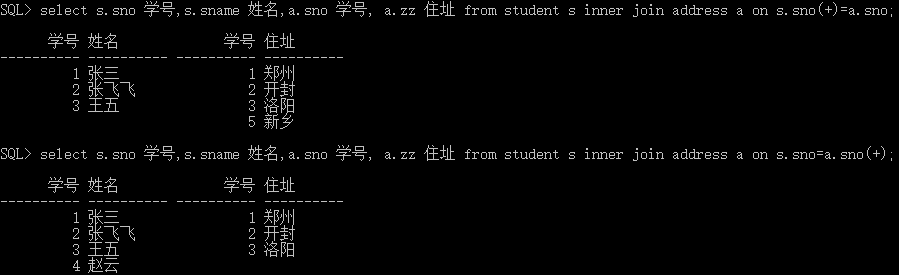 SQL> select s.sno 学号,s.sname 姓名,a.sno 学号, a.zz 住址 from student s inner join address a on s.sno(+)=a.sno;
学号 姓名 学号 住址
---------- ---------- ---------- ----------
1 张三 1 郑州
2 张飞飞 2 开封
3 王五 3 洛阳
5 新乡
SQL> select s.sno 学号,s.sname 姓名,a.sno 学号, a.zz 住址 from student s inner join address a on s.sno=a.sno(+);
学号 姓名 学号 住址
---------- ---------- ---------- ----------
1 张三 1 郑州
2 张飞飞 2 开封
3 王五 3 洛阳
4 赵云